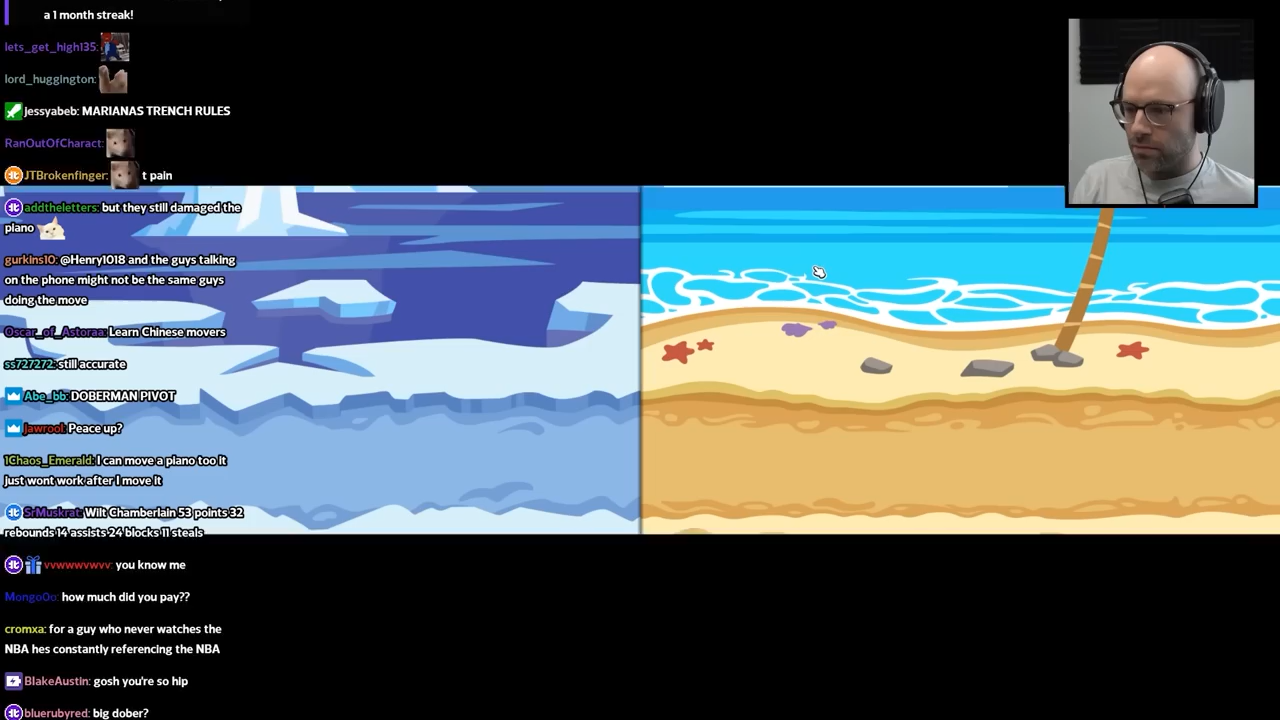 a 1 month streak!
lets_get_high135:
lord_huggington:
jessyabeb: MARIANAS TRENCH RULES
RanOutOfCharact:
JTBrokenfinger: t pain
addtheletters: but they still damaged the
piano
gurkins10: @Henry1018 and the guys talking
on the phone might not be the same guys
doing the move
Oscar_of_Astoraa: Learn Chinese movers
ss727272: still accurate
Abe_bb: DOBERMAN PIVOT
Jawroot: Peace up?
1Chaos_Emerald: I can move a piano too it
just wont work after I move it
SrMuskrat: Wilt Chamberlain 53 points 32
rebounds 14 assists 24 blocks 11 steals
vvwwwvwvv: you know me
MongoOo: how much did you pay??
cromxa: for a guy who never watches the
NBA hes constantly referencing the NBA
BlakeAustin: gosh you're so hip
bluerubyred: big dober?